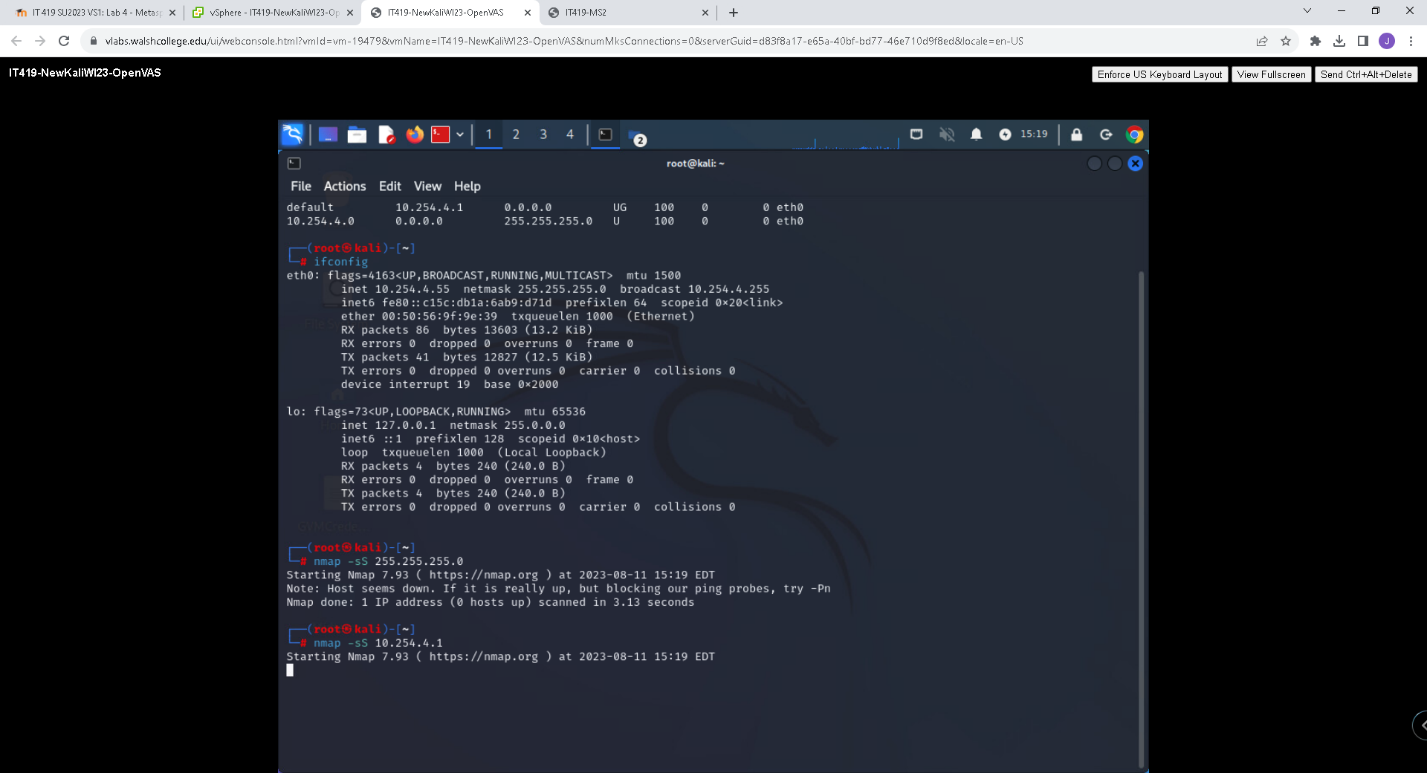 IT 419 SU2023 VS1: Lab 4 - Metasp
vSphere - IT419-NewKaliWI23-Op
IT419-NewKaliWI23-OpenVAS
IT419-MS2
vlabs.walshcollege.edu/ui/webconsole.html?vmId=vm-19479&vmName=IT419-NewKaliWI23-OpenVAS&numMksConnections=0&serverGuid=d83f8a17-e65a-40bf-bd77-46e710d9f8ed&locale=en-US
J
IT419-NewKaliWI23-OpenVAS
Enforce US Keyboard Layout View Fullscreen Send Ctrl+Alt+Delete
1 2 3 4 2 15:19
root@kali: ~
File Actions Edit View Help
default 10.254.4.1 0.0.0.0 UG 100 0 0 eth0
10.254.4.0 0.0.0.0 255.255.255.0 U 100 0 0 eth0
┌──(root㉿kali)-[~]
└─# ifconfig
eth0: flags=4163<UP,BROADCAST,RUNNING,MULTICAST> mtu 1500
inet 10.254.4.55 netmask 255.255.255.0 broadcast 10.254.4.255
inet6 fe80::c15c:db1a:6ab9:d71d prefixlen 64 scopeid 0×20<link>
ether 00:50:56:9f:9e:39 txqueuelen 1000 (Ethernet)
RX packets 86 bytes 13603 (13.2 KiB)
RX errors 0 dropped 0 overruns 0 frame 0
TX packets 41 bytes 12827 (12.5 KiB)
TX errors 0 dropped 0 overruns 0 carrier 0 collisions 0
device interrupt 19 base 0×2000
lo: flags=73<UP,LOOPBACK,RUNNING> mtu 65536
inet 127.0.0.1 netmask 255.0.0.0
inet6 ::1 prefixlen 128 scopeid 0×10<host>
loop txqueuelen 1000 (Local Loopback)
RX packets 4 bytes 240 (240.0 B)
RX errors 0 dropped 0 overruns 0 frame 0
TX packets 4 bytes 240 (240.0 B)
TX errors 0 dropped 0 overruns 0 carrier 0 collisions 0
┌──(root㉿kali)-[~]
└─# nmap -sS 255.255.255.0
Starting Nmap 7.93 ( https://nmap.org ) at 2023-08-11 15:19 EDT
Note: Host seems down. If it is really up, but blocking our ping probes, try -Pn
Nmap done: 1 IP address (0 hosts up) scanned in 3.13 seconds
┌──(root㉿kali)-[~]
└─# nmap -sS 10.254.4.1
Starting Nmap 7.93 ( https://nmap.org ) at 2023-08-11 15:19 EDT